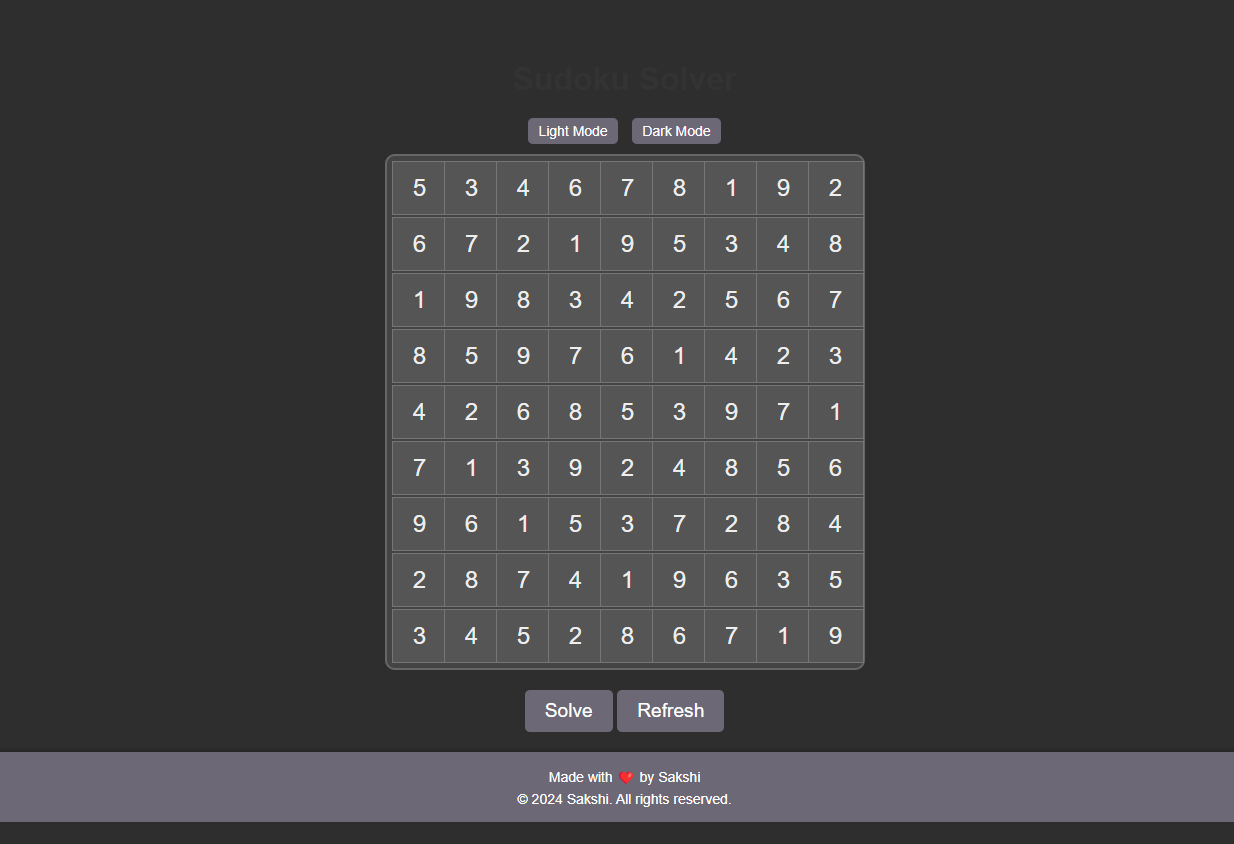 Sudoku Solver
Light Mode Dark Mode
5 3 4 6 7 8 1 9 2
6 7 2 1 9 5 3 4 8
1 9 8 3 4 2 5 6 7
8 5 9 7 6 1 4 2 3
4 2 6 8 5 3 9 7 1
7 1 3 9 2 4 8 5 6
9 6 1 5 3 7 2 8 4
2 8 7 4 1 9 6 3 5
3 4 5 2 8 6 7 1 9
Solve Refresh
Made with ❤️ by Sakshi
© 2024 Sakshi. All rights reserved.